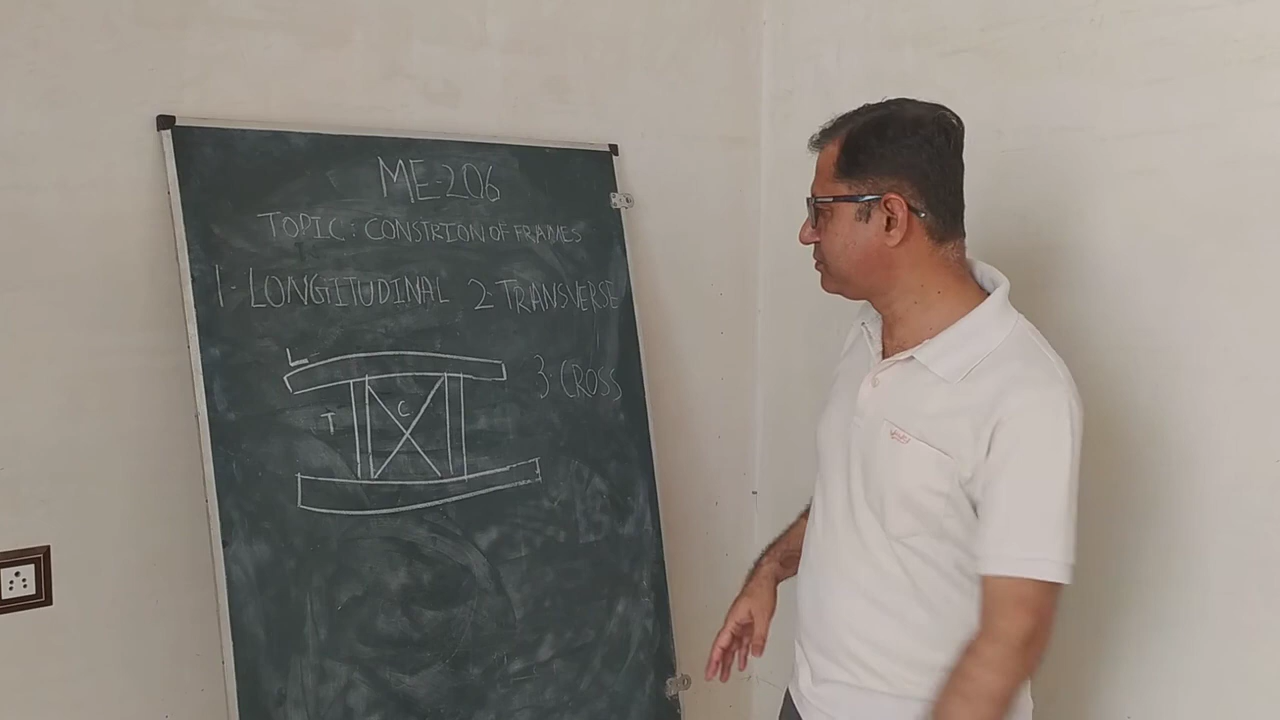 ME-206
TOPIC: CONSTRION OF FRAMES
1. LONGITUDINAL 2. TRANSVERSE
3. CROSS
L
T
C